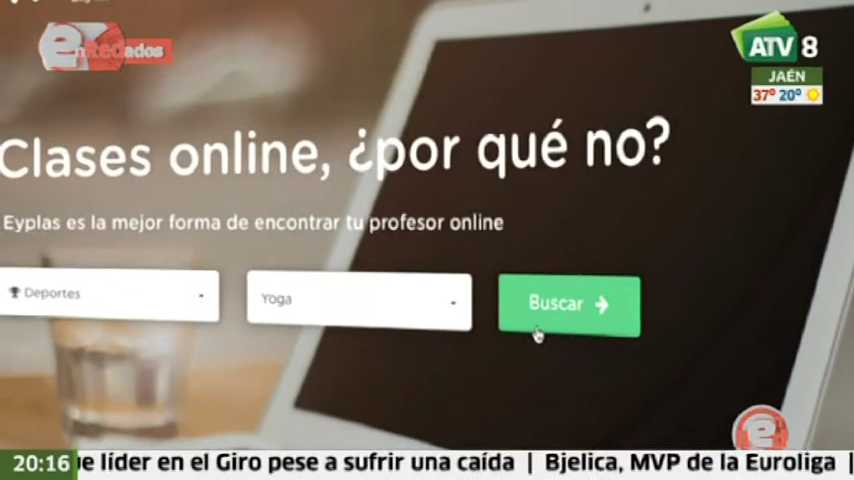 enRedados
ATV 8
JAÉN
37º 20º
Clases online, ¿por qué no?
Eyplas es la mejor forma de encontrar tu profesor online
Deportes
Yoga
Buscar
e
20:16
líder en el Giro pese a sufrir una caída | Bjelica, MVP de la Euroliga |